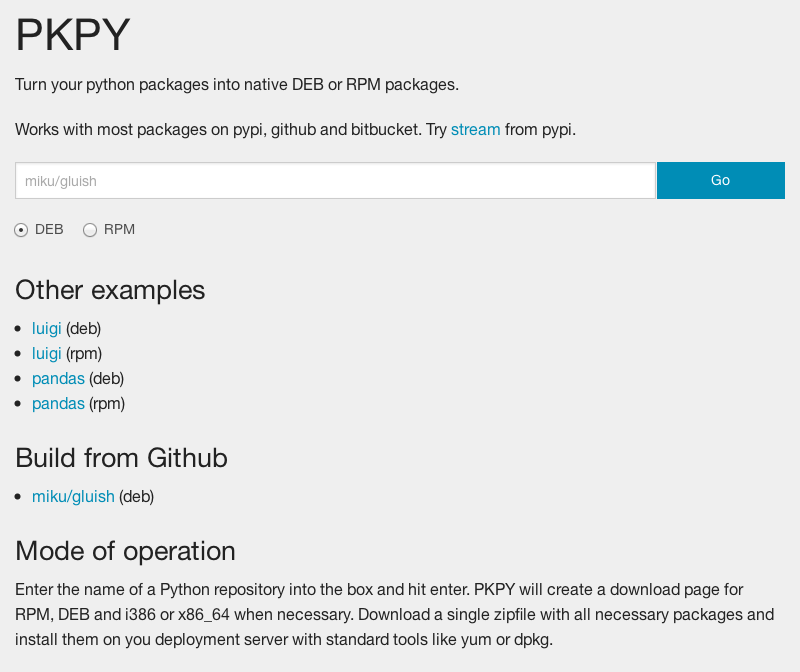 PKPY
Turn your python packages into native DEB or RPM packages.
Works with most packages on pypi, github and bitbucket. Try stream from pypi.
miku/gluish
Go
DEB
RPM
Other examples
luigi (deb)
luigi (rpm)
pandas (deb)
pandas (rpm)
Build from Github
miku/gluish (deb)
Mode of operation
Enter the name of a Python repository into the box and hit enter. PKPY will create a download page for
RPM, DEB and i386 or x86_64 when necessary. Download a single zipfile with all necessary packages and
install them on you deployment server with standard tools like yum or dpkg.